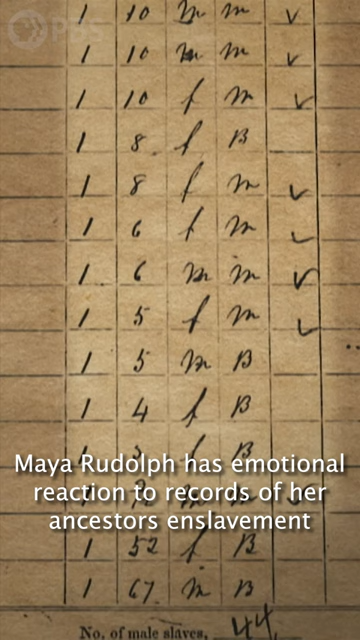 PBS
1 10 m m ✓
1 10 m m ✓
1 10 f m ✓
1 8 f B
1 8 f m ✓
1 6 f m ✓
1 6 m m ✓
1 5 f m ✓
1 5 m B
1 4 f B
1 f B
Maya Rudolph has emotional
reaction to records of her
ancestors enslavement
1 52 f B
1 67 m B
No. of male slaves, 44